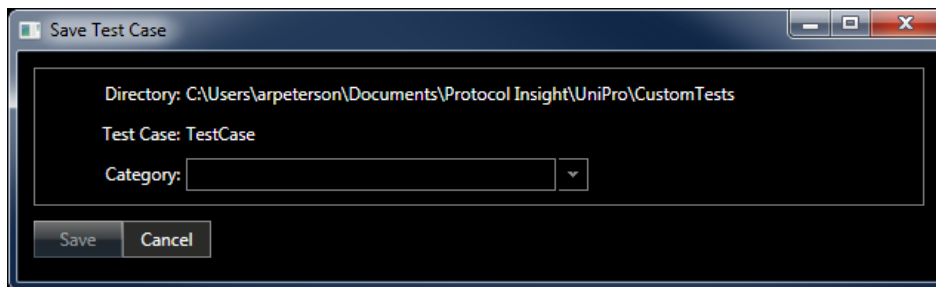 Save Test Case
Directory: C:\Users\arpeterson\Documents\Protocol Insight\UniPro\CustomTests
Test Case: TestCase
Category:
Save Cancel